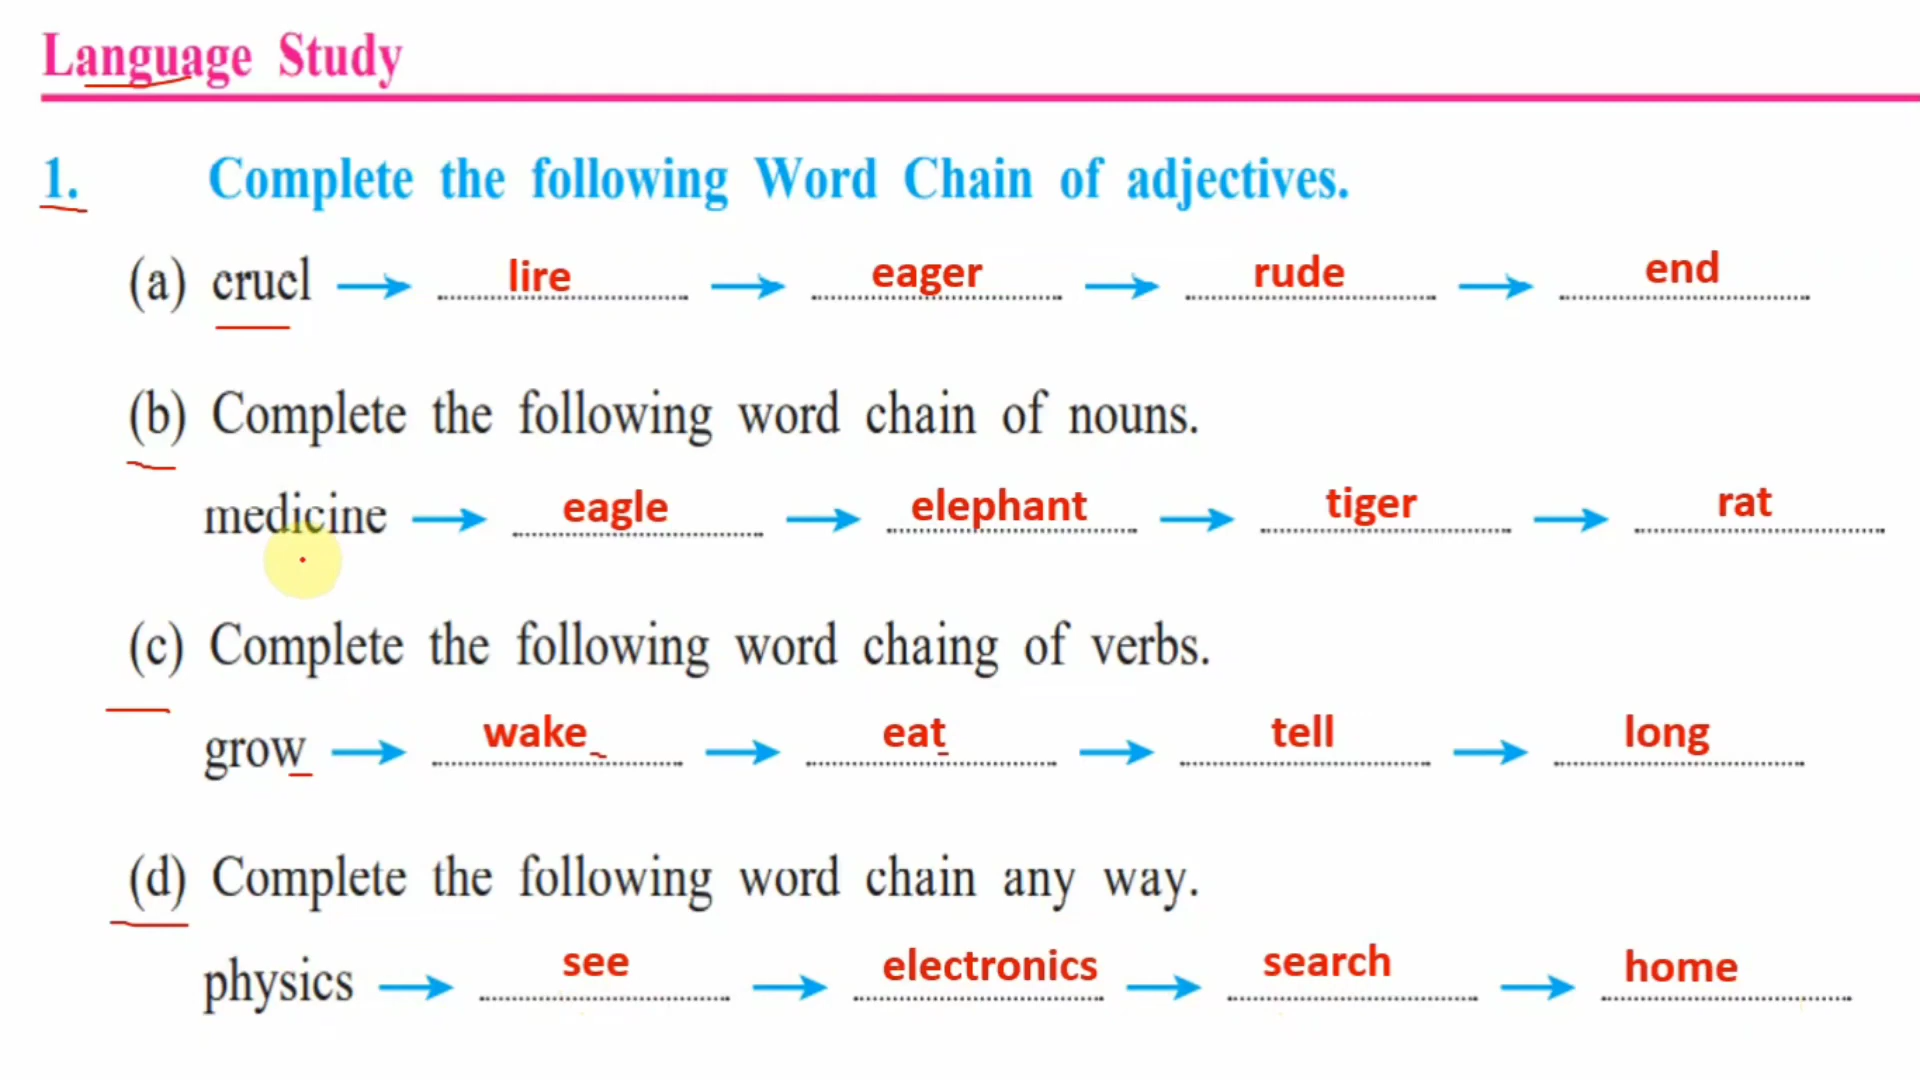 Language Study
1. Complete the following Word Chain of adjectives.
(a) crucl → lire → eager → rude → end
(b) Complete the following word chain of nouns.
medicine → eagle → elephant → tiger → rat
(c) Complete the following word chaing of verbs.
grow → wake → eat → tell → long
(d) Complete the following word chain any way.
physics → see → electronics → search → home